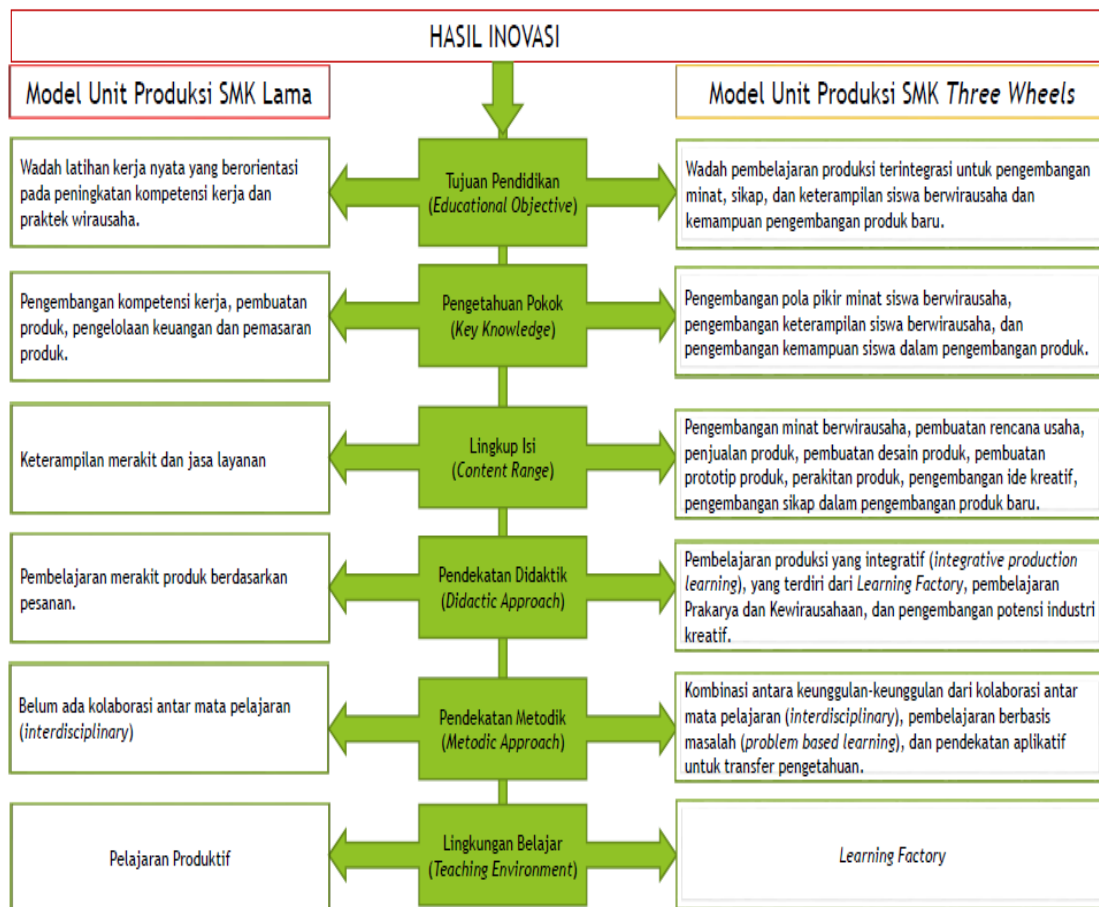 HASIL INOVASI
Model Unit Produksi SMK Lama
Model Unit Produksi SMK Three Wheels
Wadah latihan kerja nyata yang berorientasi
pada peningkatan kompetensi kerja dan
praktek wirausaha.
Tujuan Pendidikan
(Educational Objective)
Wadah pembelajaran produksi terintegrasi untuk pengembangan
minat, sikap, dan keterampilan siswa berwirausaha dan
kemampuan pengembangan produk baru.
Pengembangan kompetensi kerja, pembuatan
produk, pengelolaan keuangan dan pemasaran
produk.
Pengetahuan Pokok
(Key Knowledge)
Pengembangan pola pikir minat siswa berwirausaha,
pengembangan keterampilan siswa berwirausaha, dan
pengembangan kemampuan siswa dalam pengembangan produk.
Keterampilan merakit dan jasa layanan
Lingkup Isi
(Content Range)
Pengembangan minat berwirausaha, pembuatan rencana usaha,
penjualan produk, pembuatan desain produk, pembuatan
prototip produk, perakitan produk, pengembangan ide kreatif,
pengembangan sikap dalam pengembangan produk baru.
Pembelajaran merakit produk berdasarkan
pesanan.
Pendekatan Didaktik
(Didactic Approach)
Pembelajaran produksi yang integratif (integrative production
learning), yang terdiri dari Learning Factory, pembelajaran
Prakarya dan Kewirausahaan, dan pengembangan potensi industri
kreatif.
Belum ada kolaborasi antar mata pelajaran
(interdisciplinary)
Pendekatan Metodik
(Metodic Approach)
Kombinasi antara keunggulan-keunggulan dari kolaborasi antar
mata pelajaran (interdisciplinary), pembelajaran berbasis
masalah (problem based learning), dan pendekatan aplikatif
untuk transfer pengetahuan.
Pelajaran Produktif
Lingkungan Belajar
(Teaching Environment)
Learning Factory